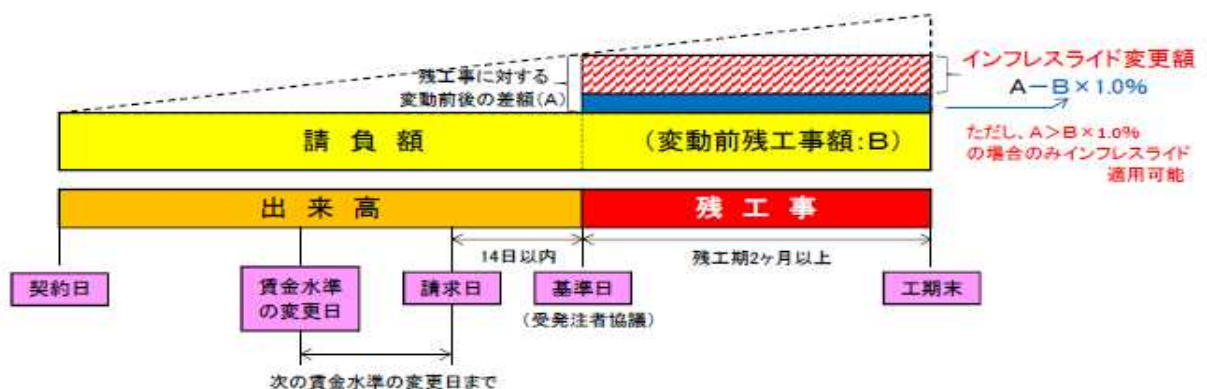 残工事に対する
変動前後の差額(A)
インフレスライド変更額
A－B×1.0%
ただし、A＞B×1.0%
の場合のみインフレスライド
適用可能
請負額
(変動前残工事額:B)
出来高
残工事
14日以内
残工期2ヶ月以上
契約日
賃金水準
の変更日
請求日
基準日
(受発注者協議)
工期末
次の賃金水準の変更日まで